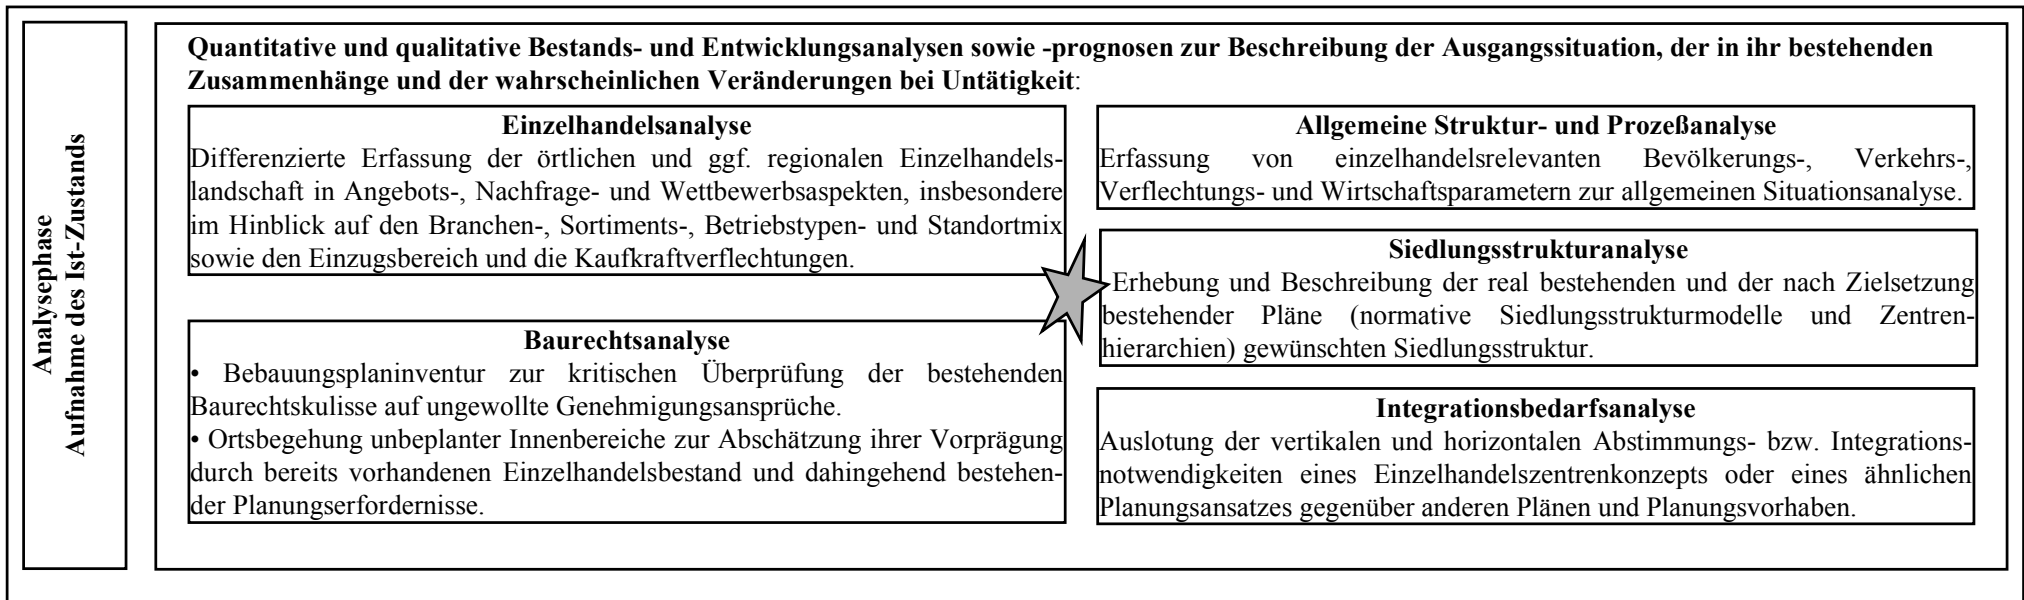 Analysephase
Aufnahme des Ist-Zustands
Quantitative und qualitative Bestands- und Entwicklungsanalysen sowie -prognosen zur Beschreibung der Ausgangssituation, der in ihr bestehenden
Zusammenhänge und der wahrscheinlichen Veränderungen bei Untätigkeit:
Einzelhandelsanalyse
Differenzierte Erfassung der örtlichen und ggf. regionalen Einzelhandels-
landschaft in Angebots-, Nachfrage- und Wettbewerbsaspekten, insbesondere
im Hinblick auf den Branchen-, Sortiments-, Betriebstypen- und Standortmix
sowie den Einzugsbereich und die Kaufkraftverflechtungen.
Baurechtsanalyse
• Bebauungsplaninventur zur kritischen Überprüfung der bestehenden
Baurechtskulisse auf ungewollte Genehmigungsansprüche.
• Ortsbegehung unbeplanter Innenbereiche zur Abschätzung ihrer Vorprägung
durch bereits vorhandenen Einzelhandelsbestand und dahingehend bestehen-
der Planungserfordernisse.
Allgemeine Struktur- und Prozeßanalyse
Erfassung von einzelhandelsrelevanten Bevölkerungs-, Verkehrs-,
Verflechtungs- und Wirtschaftsparametern zur allgemeinen Situationsanalyse.
Siedlungsstrukturanalyse
Erhebung und Beschreibung der real bestehenden und der nach Zielsetzung
bestehender Pläne (normative Siedlungsstrukturmodelle und Zentren-
hierarchien) gewünschten Siedlungsstruktur.
Integrationsbedarfsanalyse
Auslotung der vertikalen und horizontalen Abstimmungs- bzw. Integrations-
notwendigkeiten eines Einzelhandelszentrenkonzepts oder eines ähnlichen
Planungsansatzes gegenüber anderen Plänen und Planungsvorhaben.